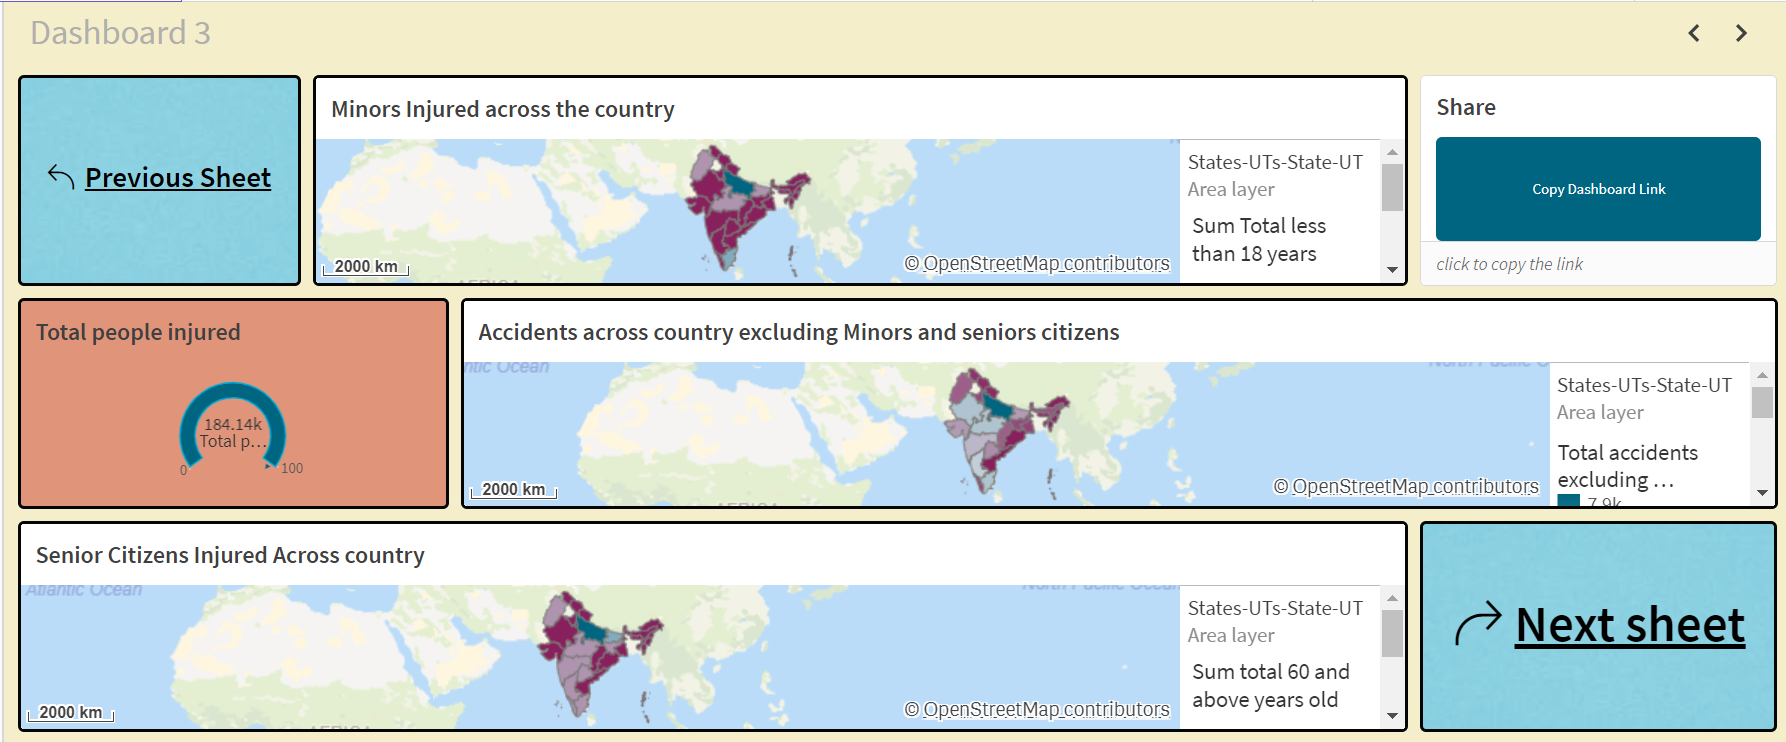 Dashboard 3
Previous Sheet
Minors Injured across the country
2000 km
© OpenStreetMap contributors
States-UTs-State-UT
Area layer
Sum Total less
than 18 years
Share
Copy Dashboard Link
click to copy the link
Total people injured
184.14k
Total p...
0
100
Accidents across country excluding Minors and seniors citizens
ntic Ocean
2000 km
© OpenStreetMap contributors
States-UTs-State-UT
Area layer
Total accidents
excluding ...
7.9k
Senior Citizens Injured Across country
Atlantic Ocean
2000 km
© OpenStreetMap contributors
States-UTs-State-UT
Area layer
Sum total 60 and
above years old
Next sheet